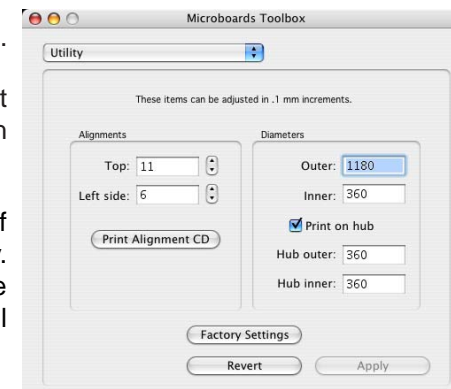 Microboards Toolbox
.
Utility
t
n
These items can be adjusted in .1 mm increments.
Alignments
Diameters
Top: 11
Outer: 1180
Left side: 6
Inner: 360
Print on hub
f
Print Alignment CD
y.
Hub outer: 360
e
Hub inner: 360
l
Factory Settings
Revert
Apply